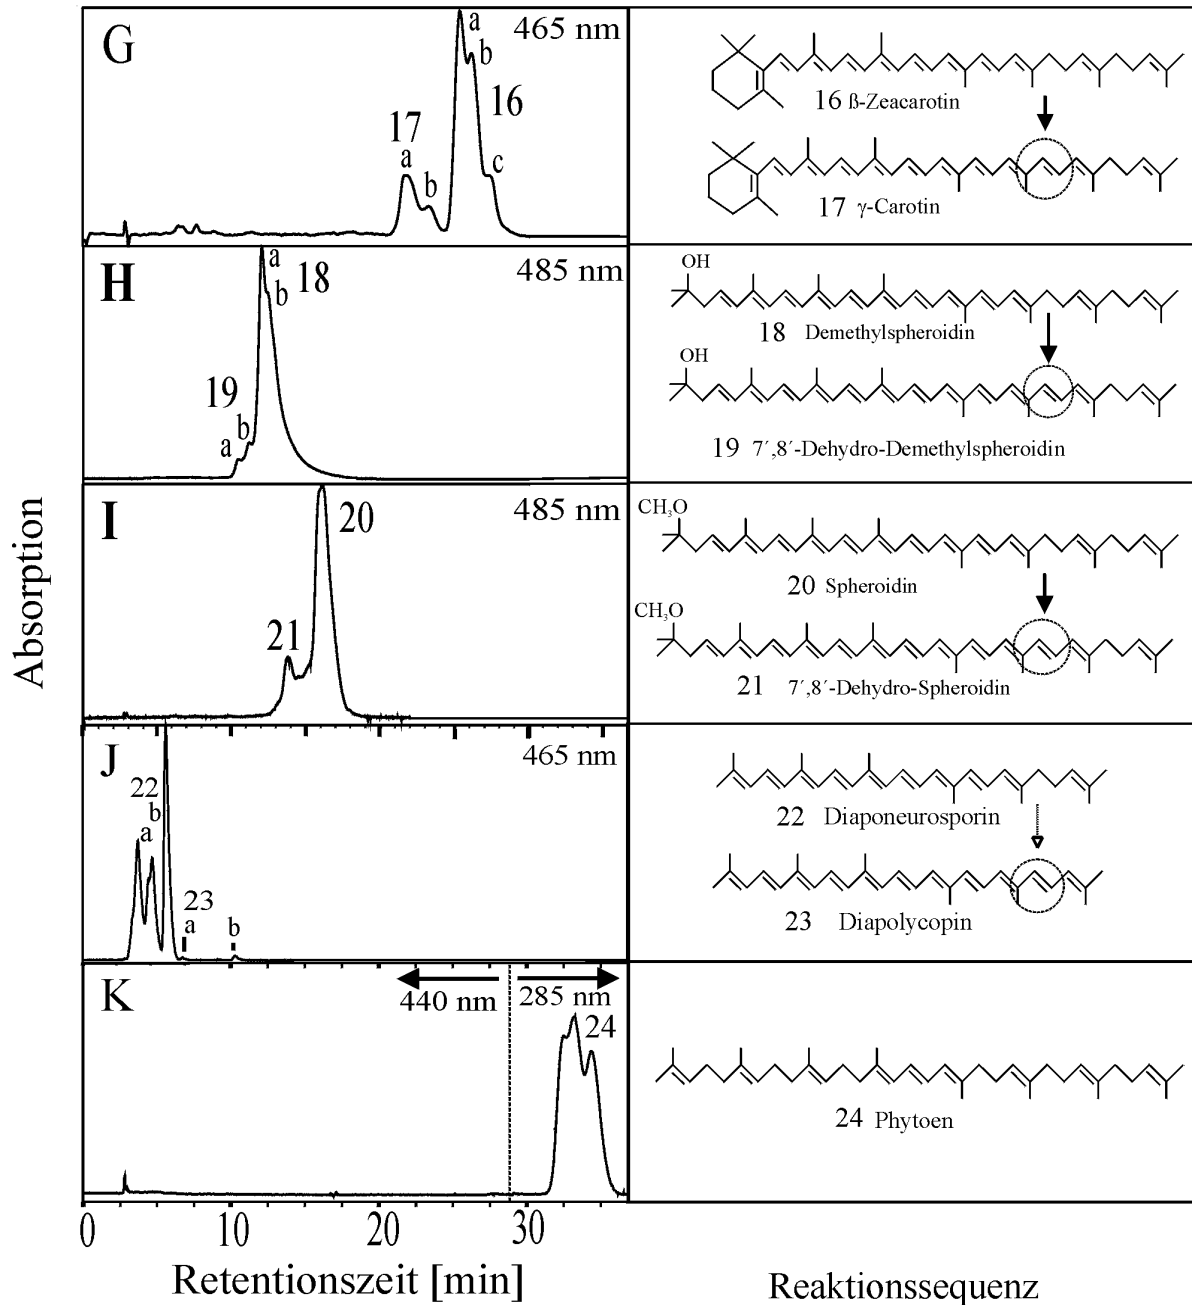 G
465 nm
a
b
16
17
a
b
c
16 ß-Zeacarotin
17 γ-Carotin
H
485 nm
a
b
18
19
a
b
OH
18 Demethylspheroidin
OH
19 7´,8´-Dehydro-Demethylspheroidin
I
485 nm
20
21
CH₃O
20 Spheroidin
CH₃O
21 7´,8´-Dehydro-Spheroidin
J
465 nm
22
b
a
23
a
b
22 Diaponeurosporin
23 Diapolycopin
K
440 nm
285 nm
24
24 Phytoen
Absorption
0 10 20 30
Retentionszeit [min]
Reaktionssequenz